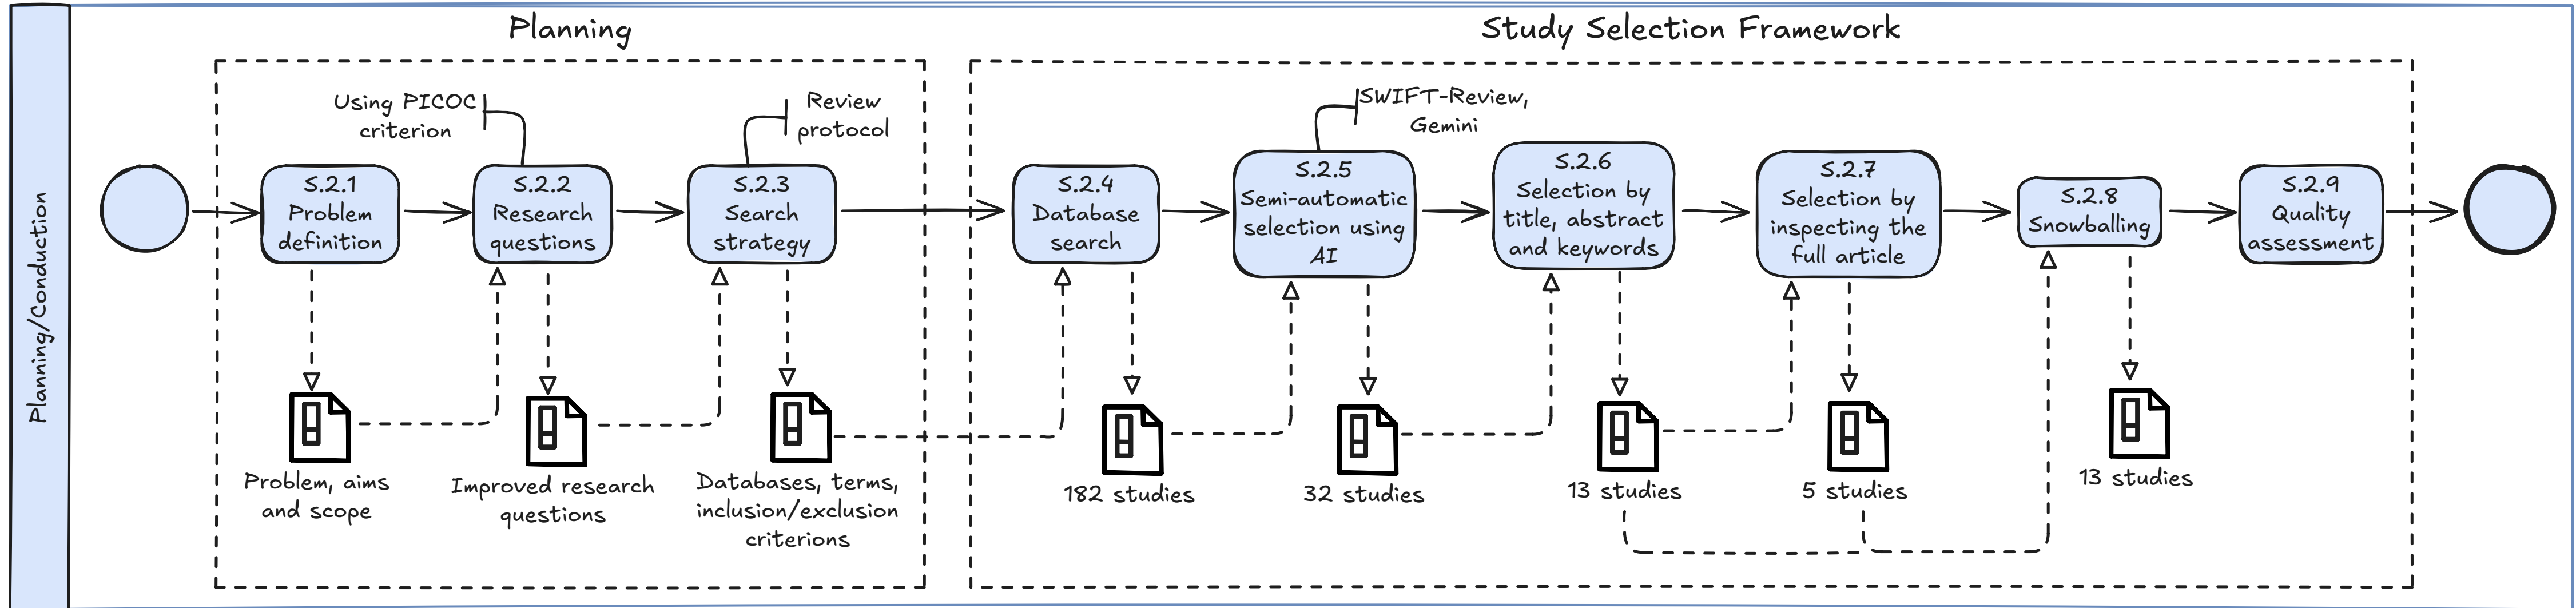 Planning
Study Selection Framework
Planning/Conduction
Using PICOC
criterion
Review
protocol
SWIFT-Review,
Gemini
S.2.1
Problem
definition
S.2.2
Research
questions
S.2.3
Search
strategy
S.2.4
Database
search
S.2.5
Semi-automatic
selection using
AI
S.2.6
Selection by
title, abstract
and keywords
S.2.7
Selection by
inspecting the
full article
S.2.8
Snowballing
S.2.9
Quality
assessment
Problem, aims
and scope
Improved research
questions
Databases, terms,
inclusion/exclusion
criterions
182 studies
32 studies
13 studies
5 studies
13 studies